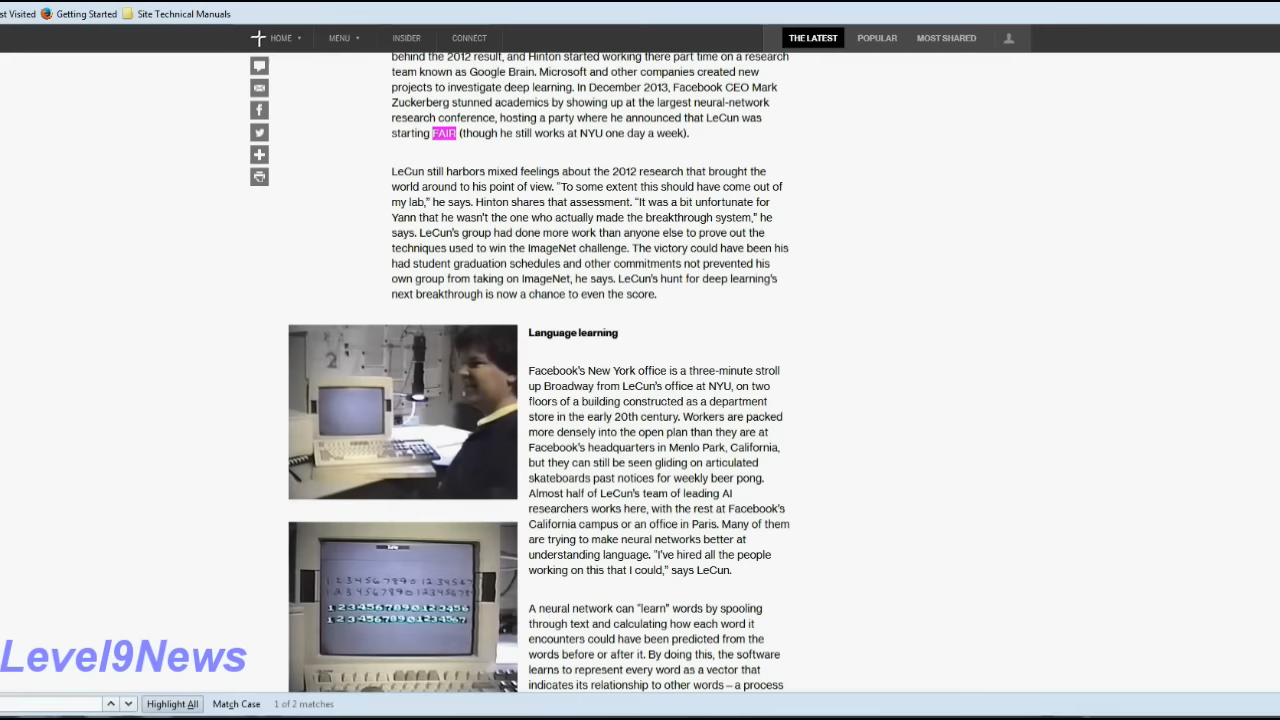 st Visited Getting Started Site Technical Manuals
HOME MENU INSIDER CONNECT THE LATEST POPULAR MOST SHARED
behind the 2012 result, and Hinton started working there part time on a research
team known as Google Brain. Microsoft and other companies created new
projects to investigate deep learning. In December 2013, Facebook CEO Mark
Zuckerberg stunned academics by showing up at the largest neural-network
research conference, hosting a party where he announced that LeCun was
starting FAIR (though he still works at NYU one day a week).
LeCun still harbors mixed feelings about the 2012 research that brought the
world around to his point of view. “To some extent this should have come out of
my lab,” he says. Hinton shares that assessment. “It was a bit unfortunate for
Yann that he wasn’t the one who actually made the breakthrough system,” he
says. LeCun’s group had done more work than anyone else to prove out the
techniques used to win the ImageNet challenge. The victory could have been his
had student graduation schedules and other commitments not prevented his
own group from taking on ImageNet, he says. LeCun’s hunt for deep learning’s
next breakthrough is now a chance to even the score.
Language learning
Facebook’s New York office is a three-minute stroll
up Broadway from LeCun’s office at NYU, on two
floors of a building constructed as a department
store in the early 20th century. Workers are packed
more densely into the open plan than they are at
Facebook’s headquarters in Menlo Park, California,
but they can still be seen gliding on articulated
skateboards past notices for weekly beer pong.
Almost half of LeCun’s team of leading AI
researchers works here, with the rest at Facebook’s
California campus or an office in Paris. Many of them
are trying to make neural networks better at
understanding language. “I’ve hired all the people
working on this that I could,” says LeCun.
A neural network can “learn” words by spooling
through text and calculating how each word it
encounters could have been predicted from the
words before or after it. By doing this, the software
learns to represent every word as a vector that
indicates its relationship to other words – a process
2
1234567890 1234567
1234567890 1234567
1234567890123456
12345678901234567
Level9News
Highlight All Match Case 1 of 2 matches